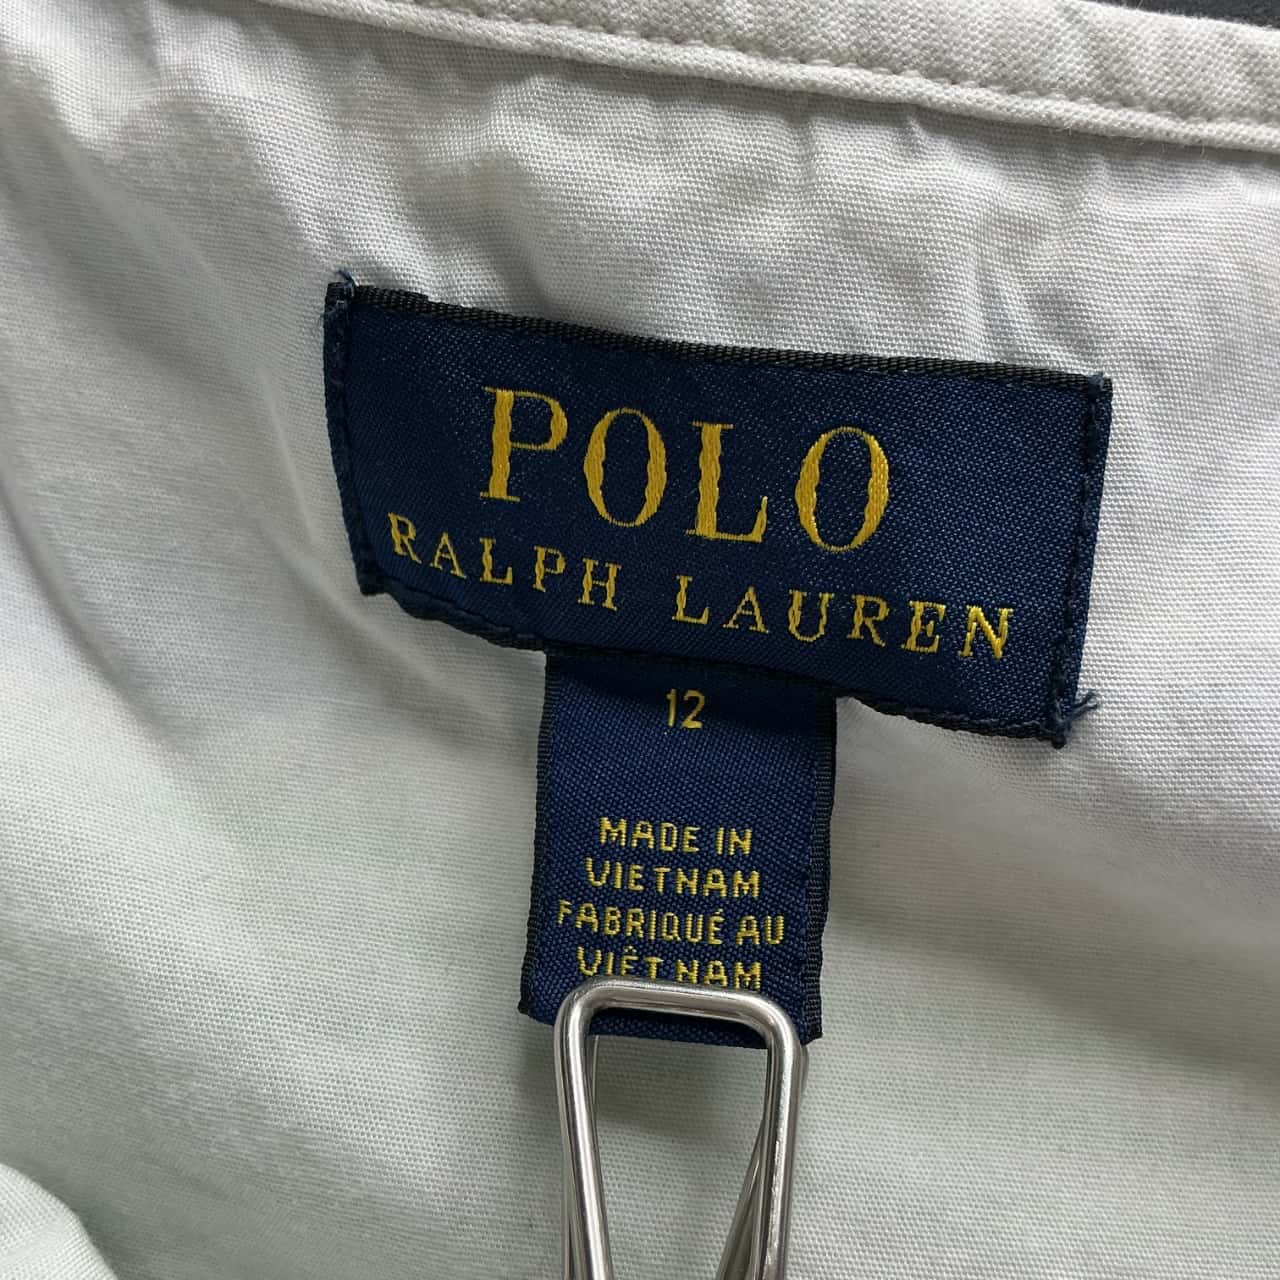 POLO
RALPH LAUREN
12
MADE IN
VIETNAM
FABRIQUÉ AU
VIÊT NAM